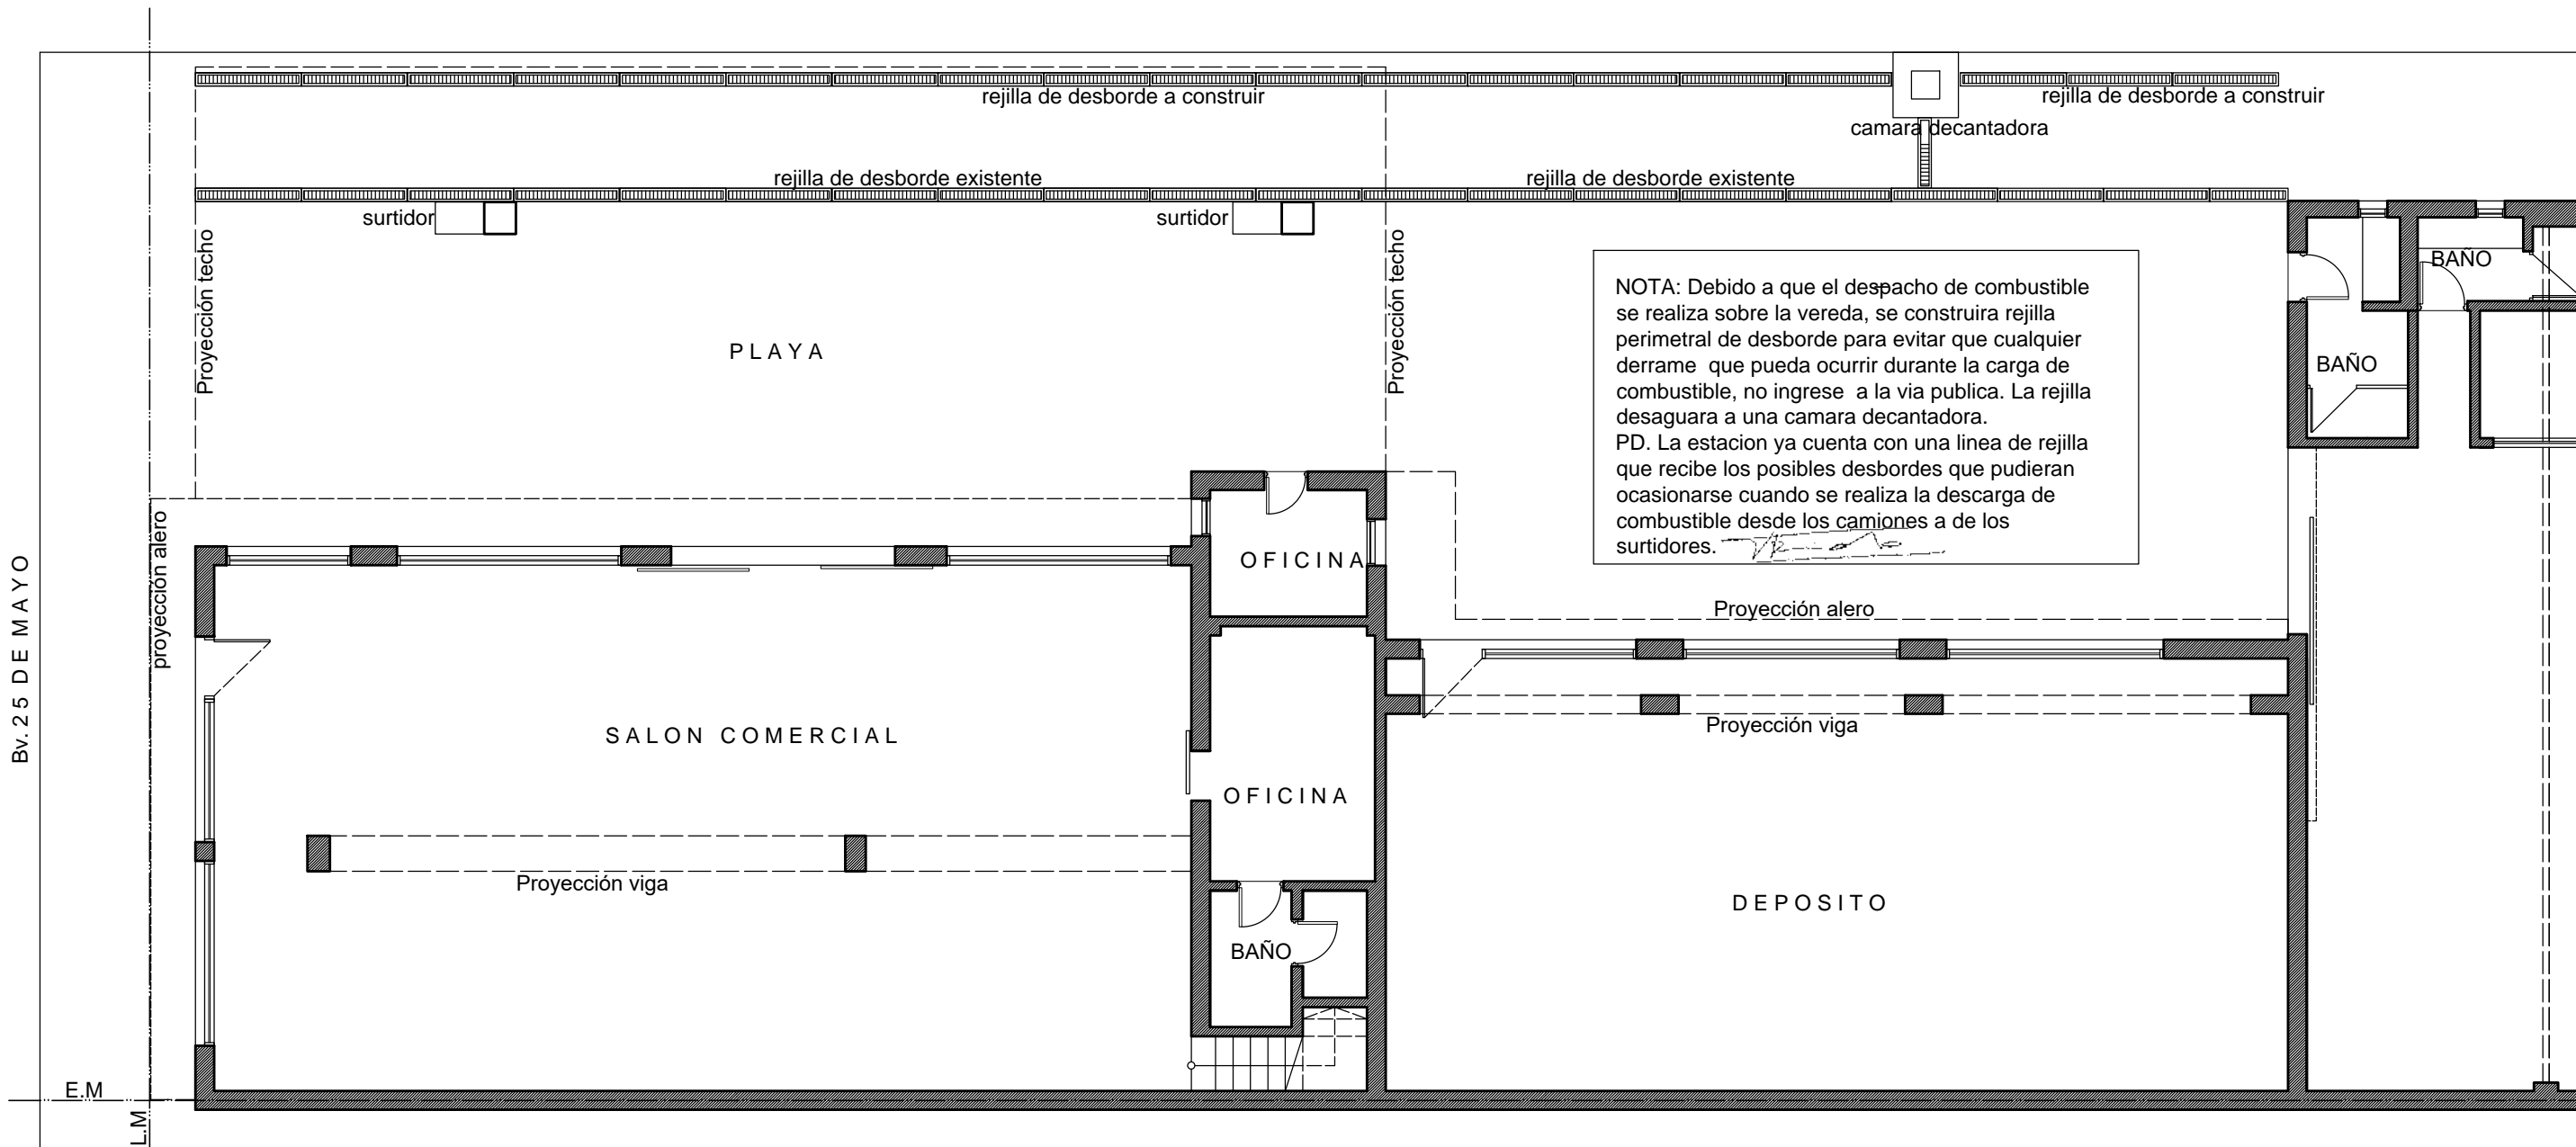 rejilla de desborde a construir
rejilla de desborde a construir
camara decantadora
rejilla de desborde existente
rejilla de desborde existente
surtidor
surtidor
Proyección techo
Proyección techo
PLAYA
BAÑO
BAÑO
NOTA: Debido a que el despacho de combustible
se realiza sobre la vereda, se construira rejilla
perimetral de desborde para evitar que cualquier
derrame que pueda ocurrir durante la carga de
combustible, no ingrese a la via publica. La rejilla
desaguara a una camara decantadora.
PD. La estacion ya cuenta con una linea de rejilla
que recibe los posibles desbordes que pudieran
ocasionarse cuando se realiza la descarga de
combustible desde los camiones a de los
surtidores.
proyección alero
OFICINA
Proyección alero
Bv. 25 DE MAYO
SALON COMERCIAL
Proyección viga
OFICINA
Proyección viga
DEPOSITO
BAÑO
E.M
L.M